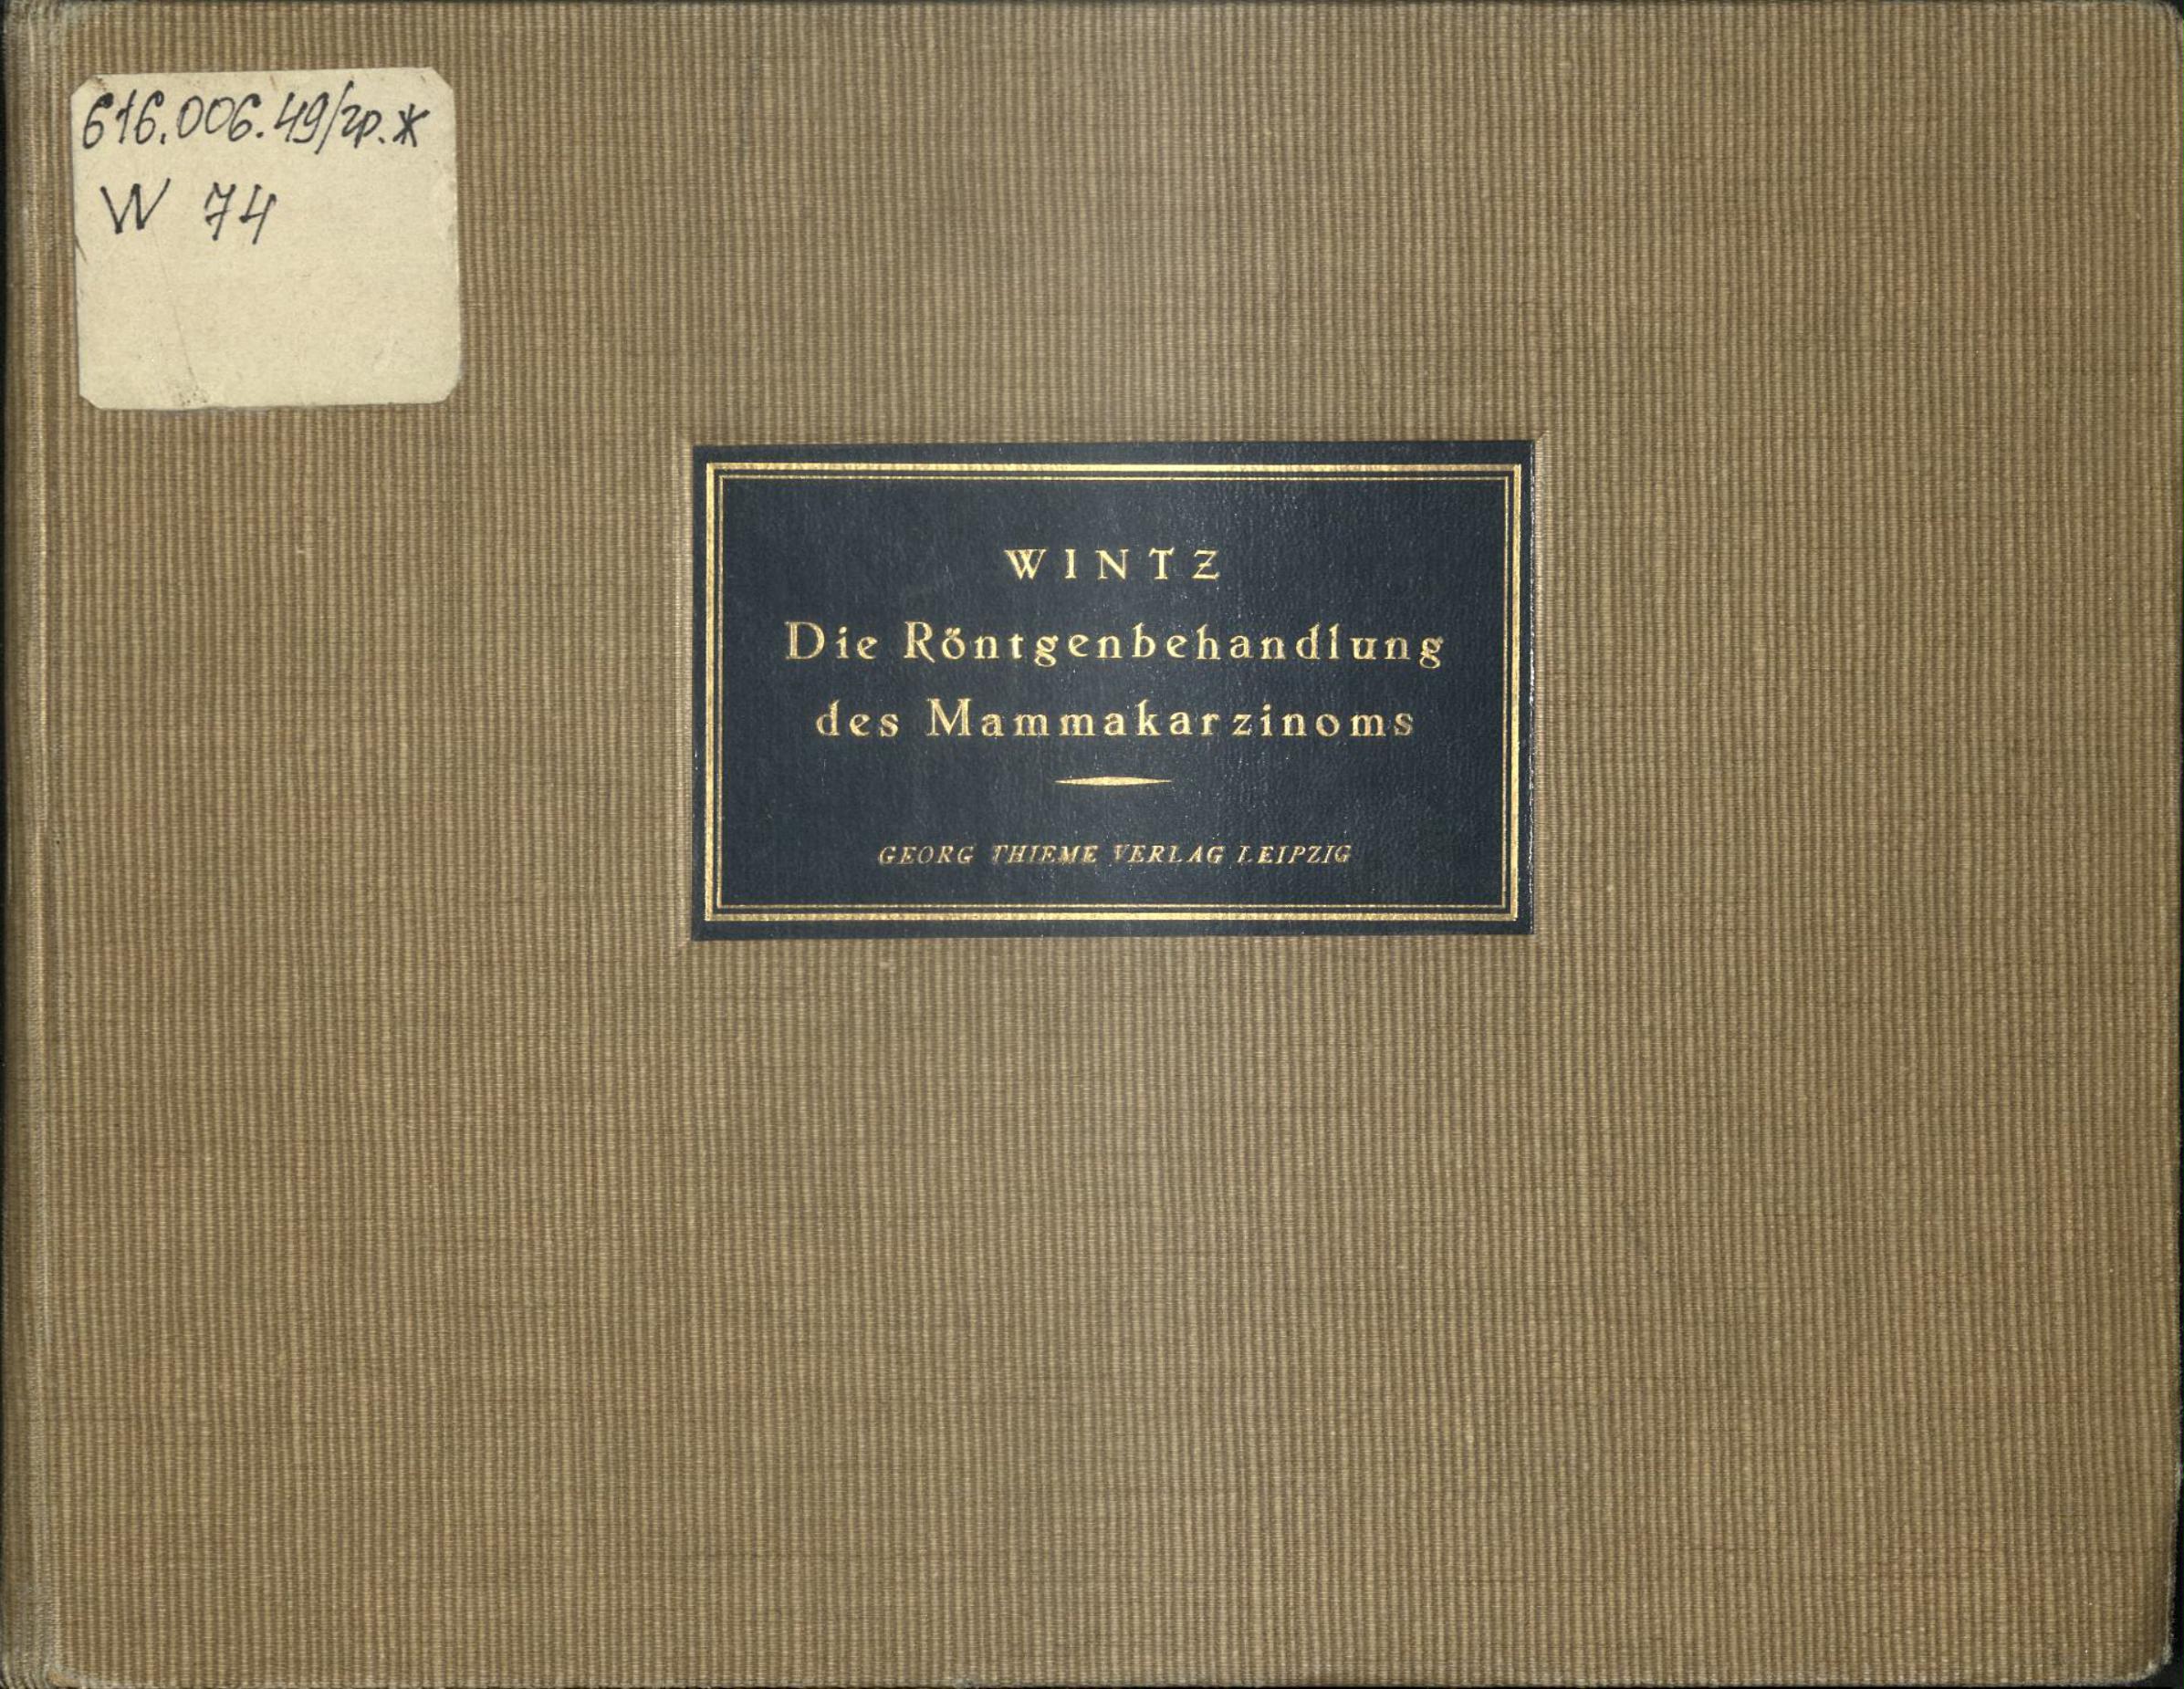 616.006.49/гр.ж
W 74
WINTZ
Die Röntgenbehandlung
des Mammakarzinoms
GEORG THIEME VERLAG LEIPZIG